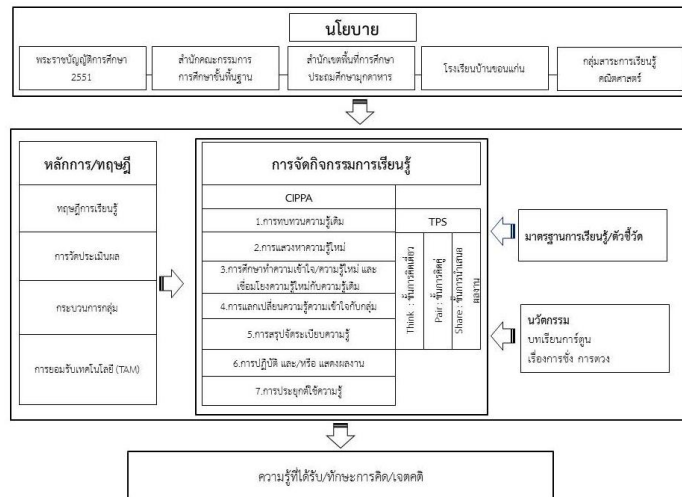 นโยบาย
พระราชบัญญัติการศึกษา
2551
สำนักคณะกรรมการ
การศึกษาขั้นพื้นฐาน
สำนักเขตพื้นที่การศึกษา
ประถมศึกษามุกดาหาร
โรงเรียนบ้านขอนแก่น
กลุ่มสาระการเรียนรู้
คณิตศาสตร์
หลักการ/ทฤษฎี
ทฤษฎีการเรียนรู้
การวัดประเมินผล
กระบวนการกลุ่ม
การยอมรับเทคโนโลยี (TAM)
การจัดกิจกรรมการเรียนรู้
CIPPA
1.การทบทวนความรู้เดิม
2.การแสวงหาความรู้ใหม่
3.การศึกษาทำความเข้าใจ/ความรู้ใหม่ และ
เชื่อมโยงความรู้ใหม่กับความรู้เดิม
4.การแลกเปลี่ยนความรู้ความเข้าใจกับกลุ่ม
5.การสรุปจัดระเบียบความรู้
6.การปฏิบัติ และ/หรือ แสดงผลงาน
7.การประยุกต์ใช้ความรู้
TPS
Think : ขั้นการคิดเดี่ยว
Pair : ขั้นการคิดคู่
Share : ขั้นการนำเสนอ
ผลงาน
มาตรฐานการเรียนรู้/ตัวชี้วัด
นวัตกรรม
บทเรียนการ์ตูน
เรื่องการชั่ง การตวง
ความรู้ที่ได้รับ/ทักษะการคิด/เจตคติ